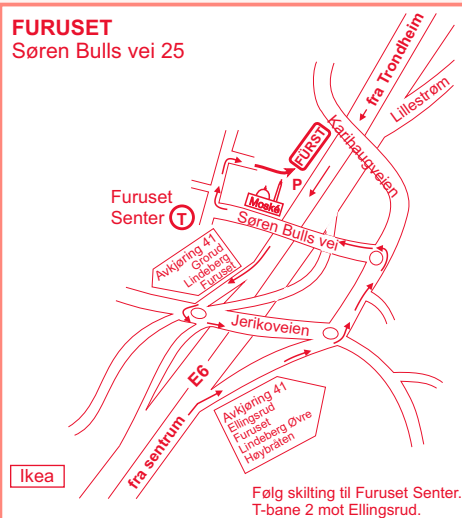 FURUSET
Søren Bulls vei 25
fra Trondheim
Lillestrøm
Karihaugveien
FÜRST
P
Moské
Furuset
Senter T
Søren Bulls vei
Avkjøring 41
Grorud
Lindeberg
Furuset
Jerikoveien
E6
fra sentrum
Avkjøring 41
Ellingsrud
Furuset
Lindeberg Øvre
Høybråten
Ikea
Følg skilting til Furuset Senter.
T-bane 2 mot Ellingsrud.